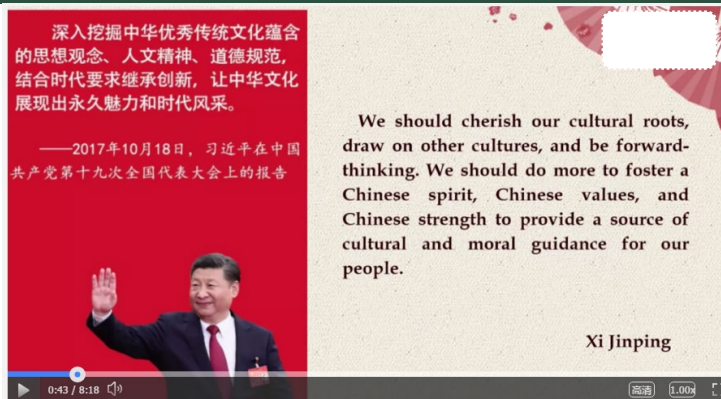 深入挖掘中华优秀传统文化蕴含
的思想观念、人文精神、道德规范，
结合时代要求继承创新，让中华文化
展现出永久魅力和时代风采。
——2017年10月18日，习近平在中国
共产党第十九次全国代表大会上的报告
We should cherish our cultural roots,
draw on other cultures, and be forward-
thinking. We should do more to foster a
Chinese spirit, Chinese values, and
Chinese strength to provide a source of
cultural and moral guidance for our
people.
Xi Jinping
0:43 / 8:18
高清
1.00x